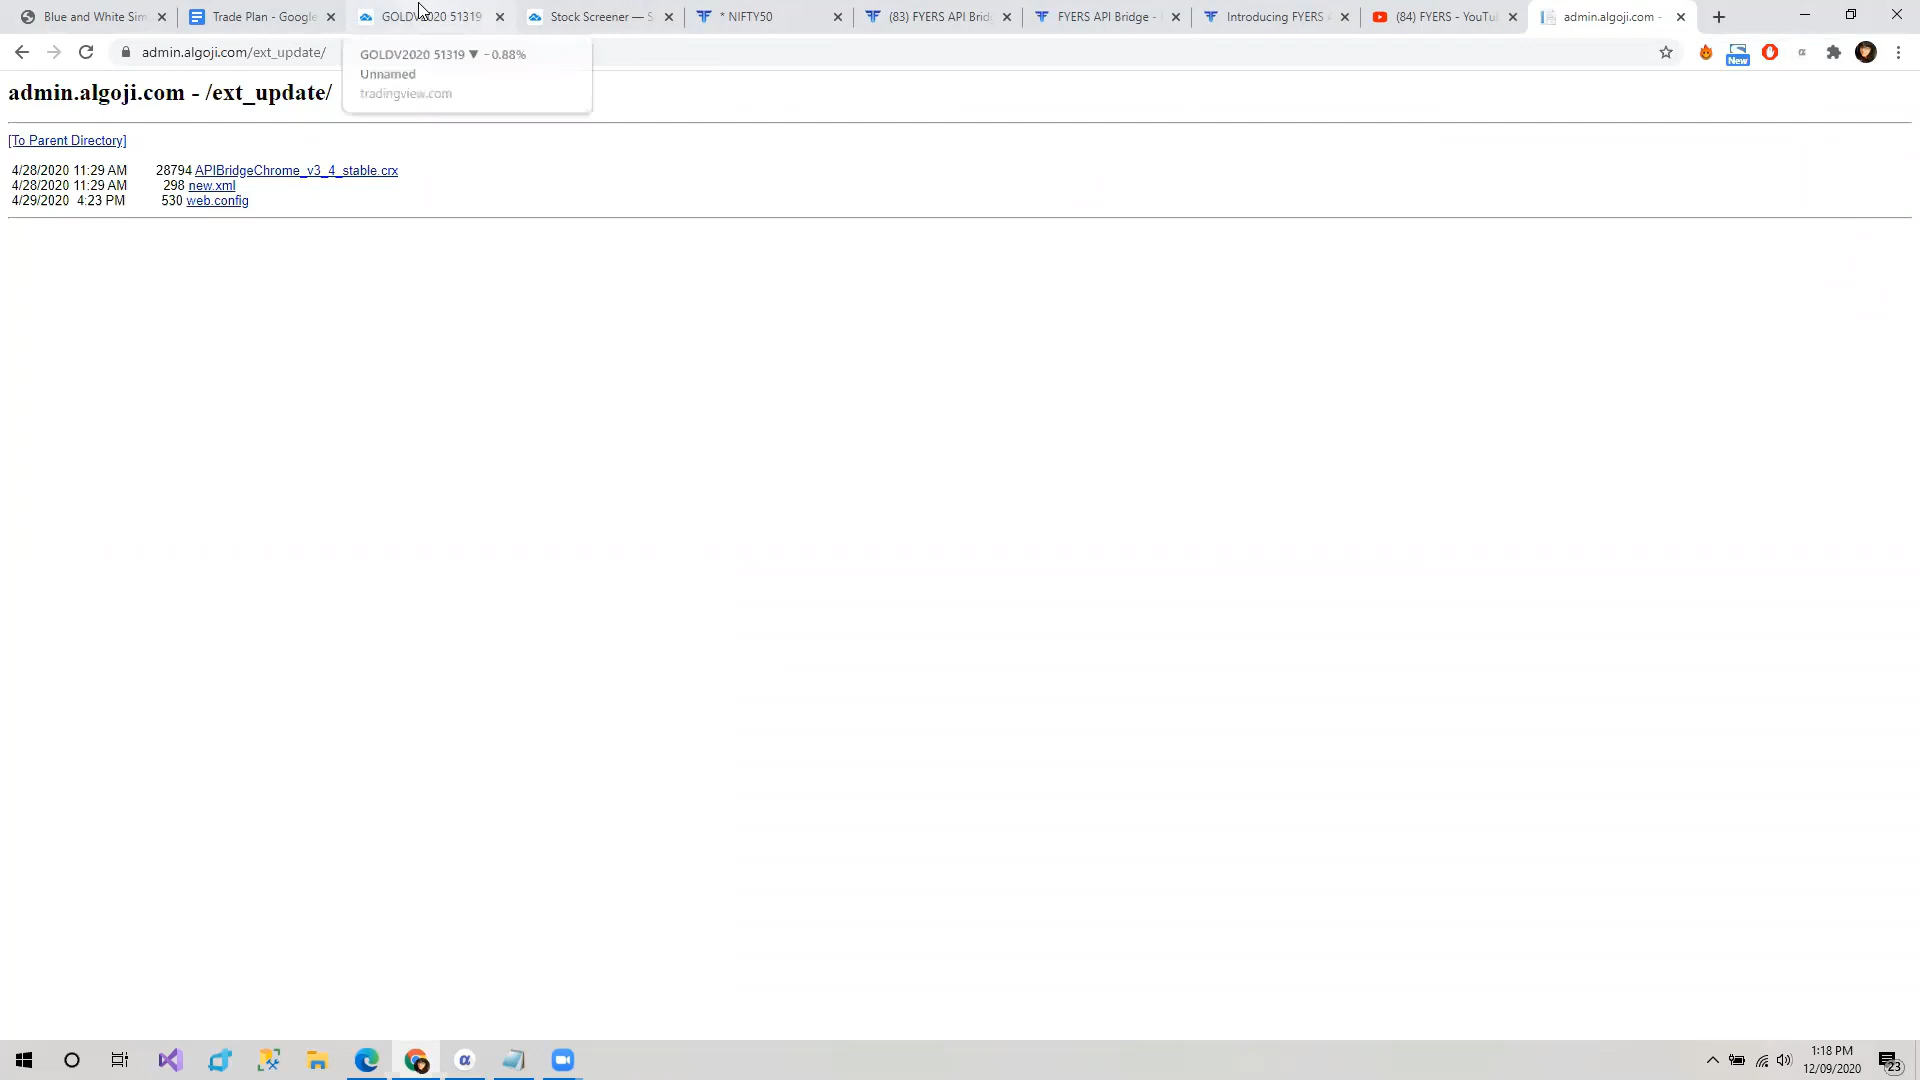 Blue and White Sim
Trade Plan - Google
GOLDV2020 51319
Stock Screener — S
* NIFTY50
(83) FYERS API Brid
FYERS API Bridge -
Introducing FYERS A
(84) FYERS - YouTu
admin.algoji.com -
admin.algoji.com/ext_update/
New
GOLDV2020 51319 ▼ −0.88%
Unnamed
tradingview.com
admin.algoji.com - /ext_update/
[To Parent Directory]
4/28/2020 11:29 AM 28794 APIBridgeChrome_v3_4_stable.crx
4/28/2020 11:29 AM 298 new.xml
4/29/2020 4:23 PM 530 web.config
1:18 PM
12/09/2020
23